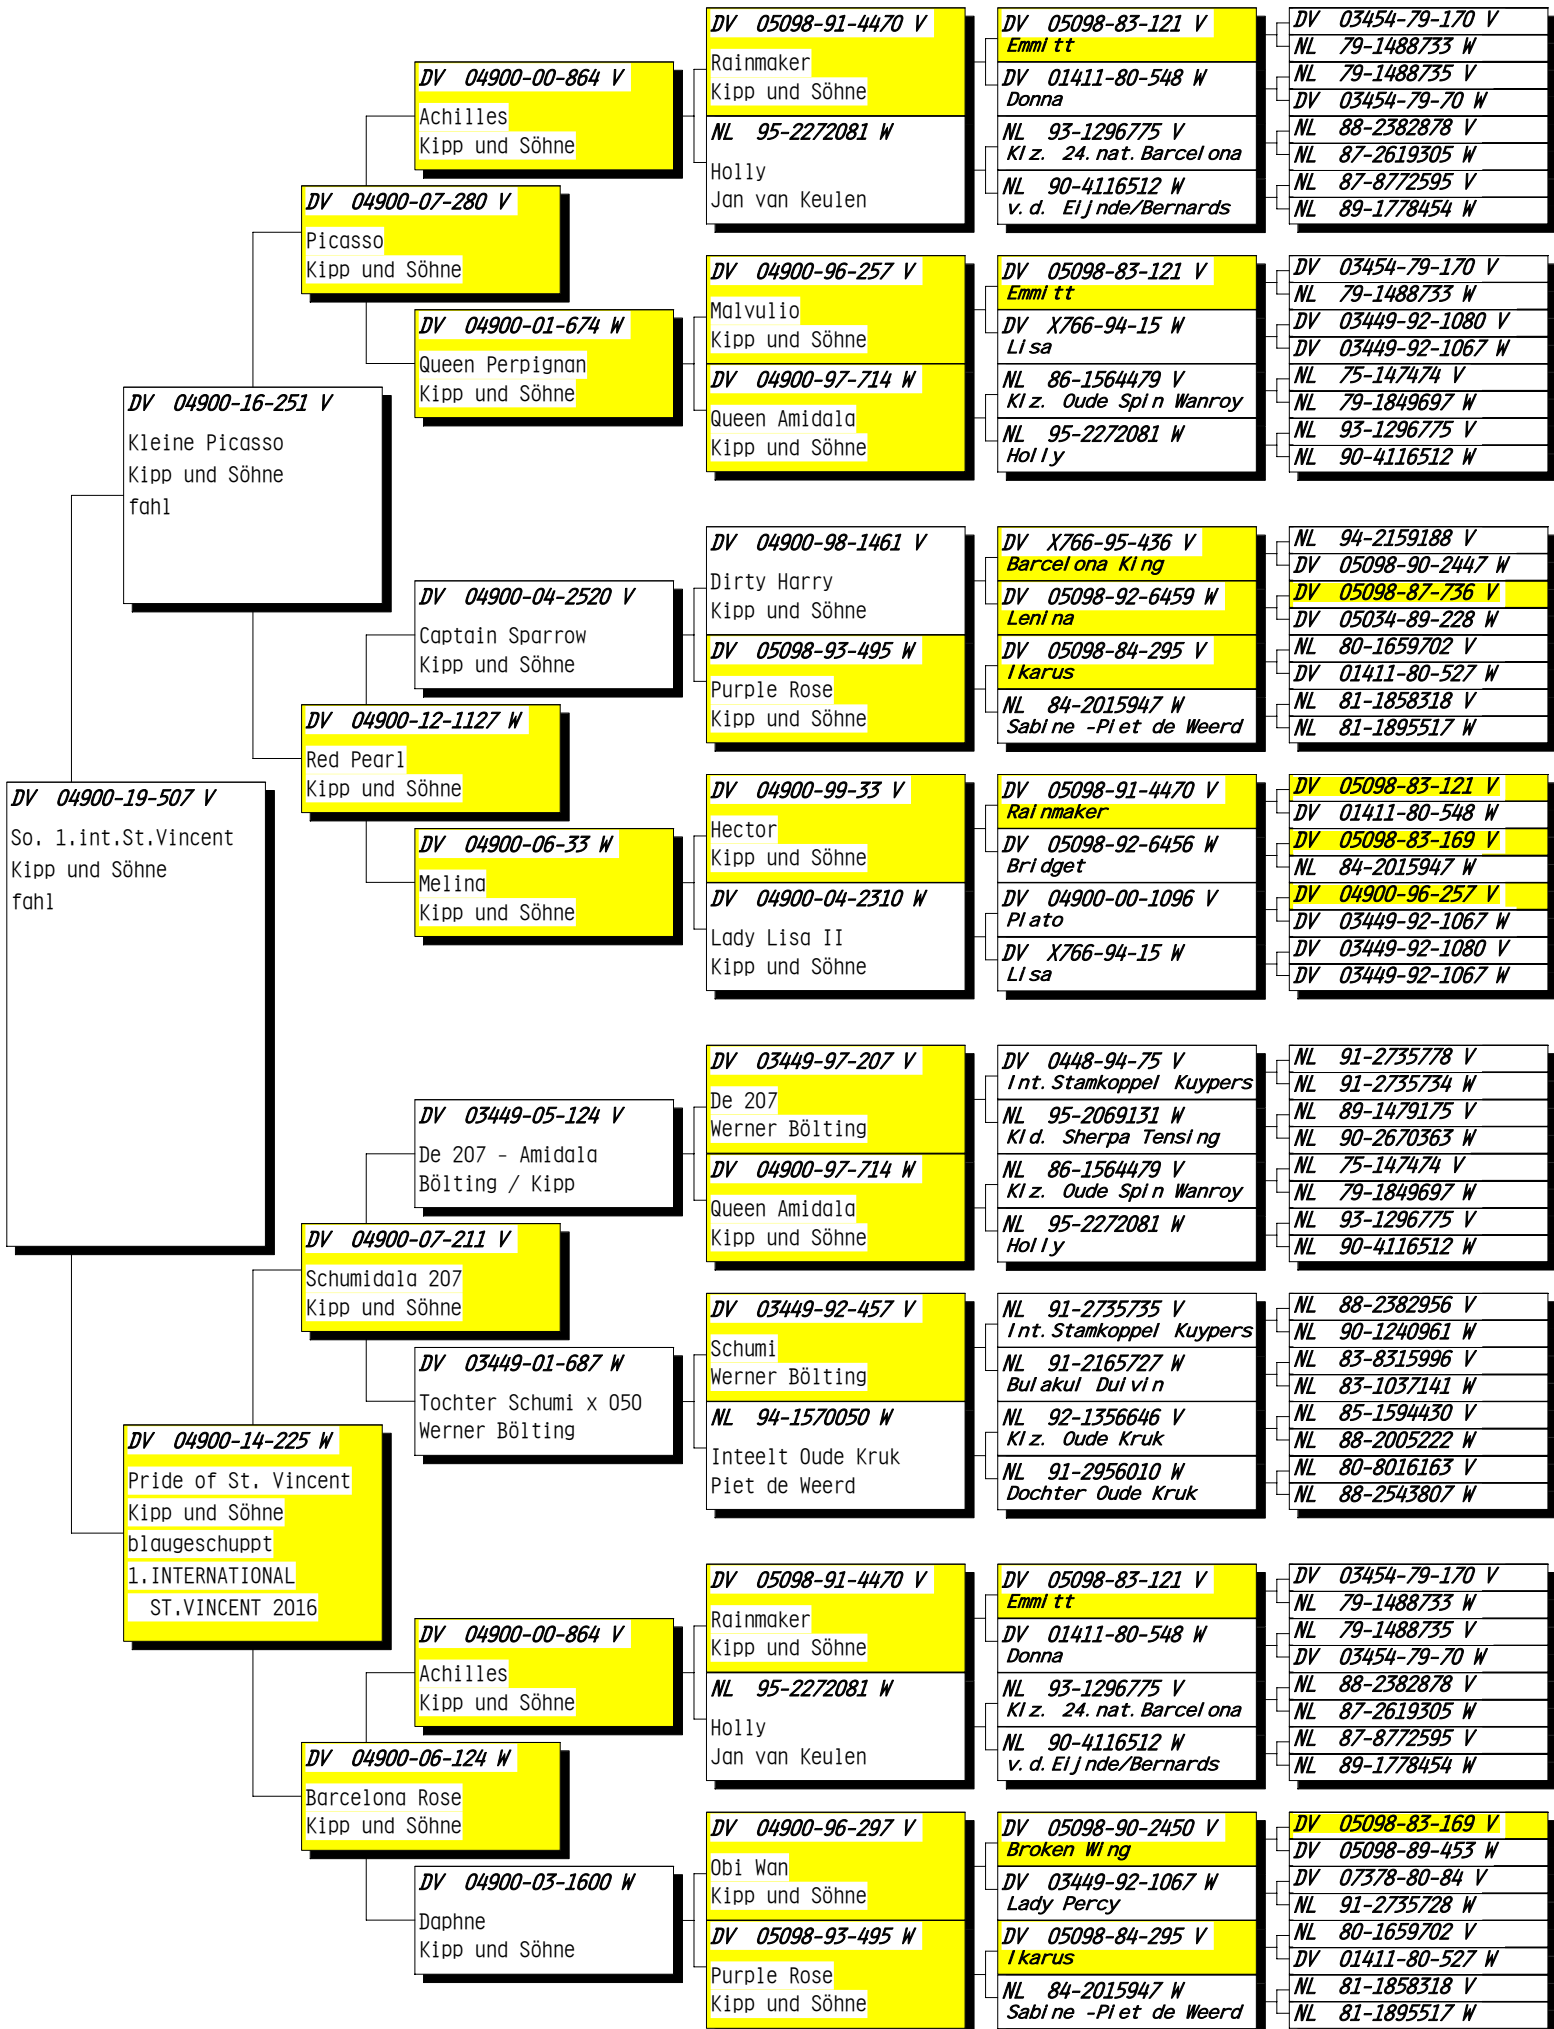 DV 04900-19-507 V
So. 1.int.St.Vincent
Kipp und Söhne
fahl
DV 04900-16-251 V
Kleine Picasso
Kipp und Söhne
fahl
DV 04900-14-225 W
Pride of St. Vincent
Kipp und Söhne
blaugeschuppt
1.INTERNATIONAL
ST.VINCENT 2016
DV 04900-07-280 V
Picasso
Kipp und Söhne
DV 04900-12-1127 W
Red Pearl
Kipp und Söhne
DV 04900-07-211 V
Schumidala 207
Kipp und Söhne
DV 04900-06-124 W
Barcelona Rose
Kipp und Söhne
DV 04900-00-864 V
Achilles
Kipp und Söhne
DV 04900-01-674 W
Queen Perpignan
Kipp und Söhne
DV 04900-04-2520 V
Captain Sparrow
Kipp und Söhne
DV 04900-06-33 W
Melina
Kipp und Söhne
DV 03449-05-124 V
De 207 - Amidala
Bölting / Kipp
DV 03449-01-687 W
Tochter Schumi x 050
Werner Bölting
DV 04900-00-864 V
Achilles
Kipp und Söhne
DV 04900-03-1600 W
Daphne
Kipp und Söhne
DV 05098-91-4470 V
Rainmaker
Kipp und Söhne
NL 95-2272081 W
Holly
Jan van Keulen
DV 04900-96-257 V
Malvulio
Kipp und Söhne
DV 04900-97-714 W
Queen Amidala
Kipp und Söhne
DV 04900-98-1461 V
Dirty Harry
Kipp und Söhne
DV 05098-93-495 W
Purple Rose
Kipp und Söhne
DV 04900-99-33 V
Hector
Kipp und Söhne
DV 04900-04-2310 W
Lady Lisa II
Kipp und Söhne
DV 03449-97-207 V
De 207
Werner Bölting
DV 04900-97-714 W
Queen Amidala
Kipp und Söhne
DV 03449-92-457 V
Schumi
Werner Bölting
NL 94-1570050 W
Inteelt Oude Kruk
Piet de Weerd
DV 05098-91-4470 V
Rainmaker
Kipp und Söhne
NL 95-2272081 W
Holly
Jan van Keulen
DV 04900-96-297 V
Obi Wan
Kipp und Söhne
DV 05098-93-495 W
Purple Rose
Kipp und Söhne
DV 05098-83-121 V
Emmitt
DV 01411-80-548 W
Donna
NL 93-1296775 V
Klz. 24.nat.Barcelona
NL 90-4116512 W
v.d. Eijnde/Bernards
DV 05098-83-121 V
Emmitt
DV X766-94-15 W
Lisa
NL 86-1564479 V
Klz. Oude Spin Wanroy
NL 95-2272081 W
Holly
DV X766-95-436 V
Barcelona King
DV 05098-92-6459 W
Lenina
DV 05098-84-295 V
Ikarus
NL 84-2015947 W
Sabine -Piet de Weerd
DV 05098-91-4470 V
Rainmaker
DV 05098-92-6456 W
Bridget
DV 04900-00-1096 V
Plato
DV X766-94-15 W
Lisa
DV 0448-94-75 V
Int.Stamkoppel Kuypers
NL 95-2069131 W
Kld. Sherpa Tensing
NL 86-1564479 V
Klz. Oude Spin Wanroy
NL 95-2272081 W
Holly
NL 91-2735735 V
Int.Stamkoppel Kuypers
NL 91-2165727 W
Bulakul Duivin
NL 92-1356646 V
Klz. Oude Kruk
NL 91-2956010 W
Dochter Oude Kruk
DV 05098-83-121 V
Emmitt
DV 01411-80-548 W
Donna
NL 93-1296775 V
Klz. 24.nat.Barcelona
NL 90-4116512 W
v.d.Eijnde/Bernards
DV 05098-90-2450 V
Broken Wing
DV 03449-92-1067 W
Lady Percy
DV 05098-84-295 V
Ikarus
NL 84-2015947 W
Sabine -Piet de Weerd
DV 03454-79-170 V
NL 79-1488733 W
NL 79-1488735 V
DV 03454-79-70 W
NL 88-2382878 V
NL 87-2619305 W
NL 87-8772595 V
NL 89-1778454 W
DV 03454-79-170 V
NL 79-1488733 W
DV 03449-92-1080 V
DV 03449-92-1067 W
NL 75-147474 V
NL 79-1849697 W
NL 93-1296775 V
NL 90-4116512 W
NL 94-2159188 V
DV 05098-90-2447 W
DV 05098-87-736 V
DV 05034-89-228 W
NL 80-1659702 V
DV 01411-80-527 W
NL 81-1858318 V
NL 81-1895517 W
DV 05098-83-121 V
DV 01411-80-548 W
DV 05098-83-169 V
NL 84-2015947 W
DV 04900-96-257 V
DV 03449-92-1067 W
DV 03449-92-1080 V
DV 03449-92-1067 W
NL 91-2735778 V
NL 91-2735734 W
NL 89-1479175 V
NL 90-2670363 W
NL 75-147474 V
NL 79-1849697 W
NL 93-1296775 V
NL 90-4116512 W
NL 88-2382956 V
NL 90-1240961 W
NL 83-8315996 V
NL 83-1037141 W
NL 85-1594430 V
NL 88-2005222 W
NL 80-8016163 V
NL 88-2543807 W
DV 03454-79-170 V
NL 79-1488733 W
NL 79-1488735 V
DV 03454-79-70 W
NL 88-2382878 V
NL 87-2619305 W
NL 87-8772595 V
NL 89-1778454 W
DV 05098-83-169 V
DV 05098-89-453 W
DV 07378-80-84 V
NL 91-2735728 W
NL 80-1659702 V
DV 01411-80-527 W
NL 81-1858318 V
NL 81-1895517 W